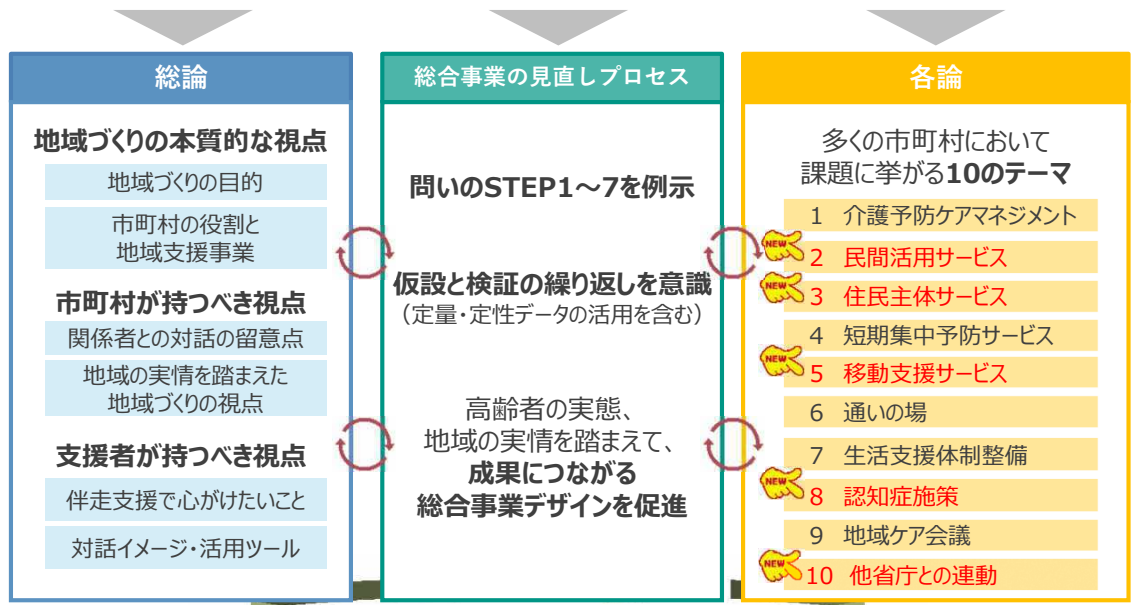 総論
地域づくりの本質的な視点
地域づくりの目的
市町村の役割と
地域支援事業
市町村が持つべき視点
関係者との対話の留意点
地域の実情を踏まえた
地域づくりの視点
支援者が持つべき視点
伴走支援で心がけたいこと
対話イメージ・活用ツール
総合事業の見直しプロセス
問いのSTEP1～7を例示
仮設と検証の繰り返しを意識
（定量・定性データの活用を含む）
高齢者の実態、
地域の実情を踏まえて、
成果につながる
総合事業デザインを促進
各論
多くの市町村において
課題に挙がる10のテーマ
1 介護予防ケアマネジメント
NEW 2 民間活用サービス
NEW 3 住民主体サービス
4 短期集中予防サービス
NEW 5 移動支援サービス
6 通いの場
7 生活支援体制整備
NEW 8 認知症施策
9 地域ケア会議
NEW 10 他省庁との連動